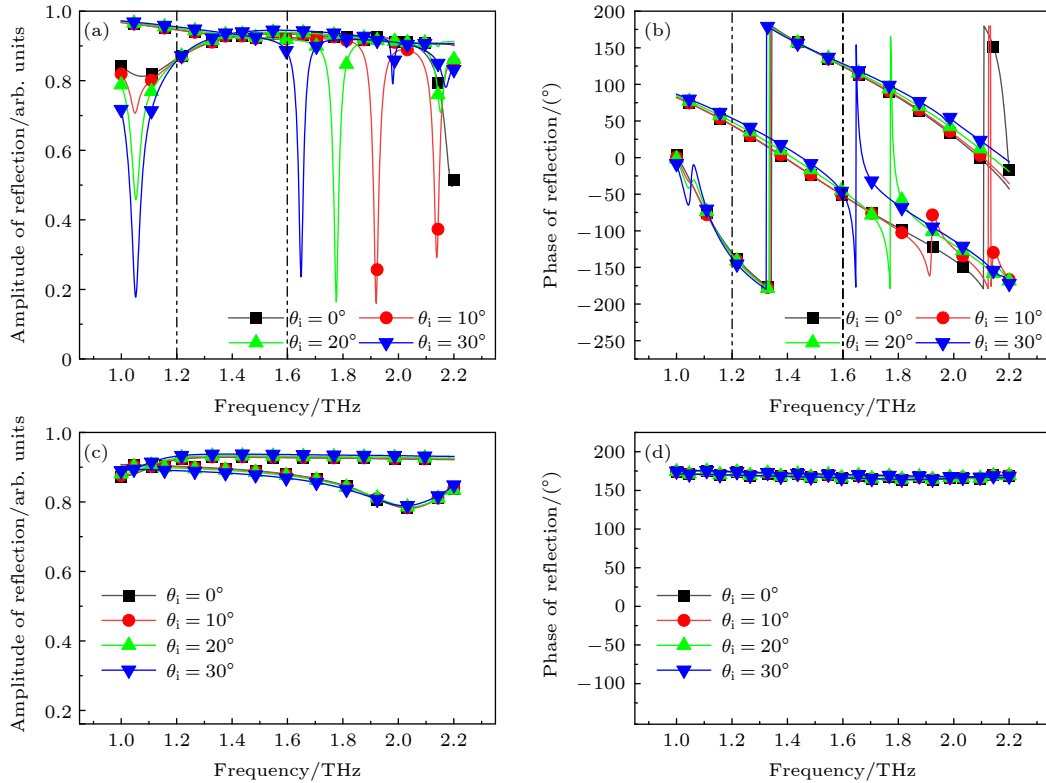 (a)
Amplitude of reflection/arb. units
1.0
0.8
0.6
0.4
0.2
0
θi = 0° θi = 10°
θi = 20° θi = 30°
1.0 1.2 1.4 1.6 1.8 2.0 2.2
Frequency/THz
(b)
Phase of reflection/(°)
200
150
100
50
0
−50
−100
−150
−200
−250
θi = 0° θi = 10°
θi = 20° θi = 30°
1.0 1.2 1.4 1.6 1.8 2.0 2.2
Frequency/THz
(c)
Amplitude of reflection/arb. units
1.0
0.9
0.8
0.6
0.4
0.2
θi = 0°
θi = 10°
θi = 20°
θi = 30°
1.0 1.2 1.4 1.6 1.8 2.0 2.2
Frequency/THz
(d)
Phase of reflection/(°)
200
150
100
50
0
−50
−100
θi = 0°
θi = 10°
θi = 20°
θi = 30°
1.0 1.2 1.4 1.6 1.8 2.0 2.2
Frequency/THz